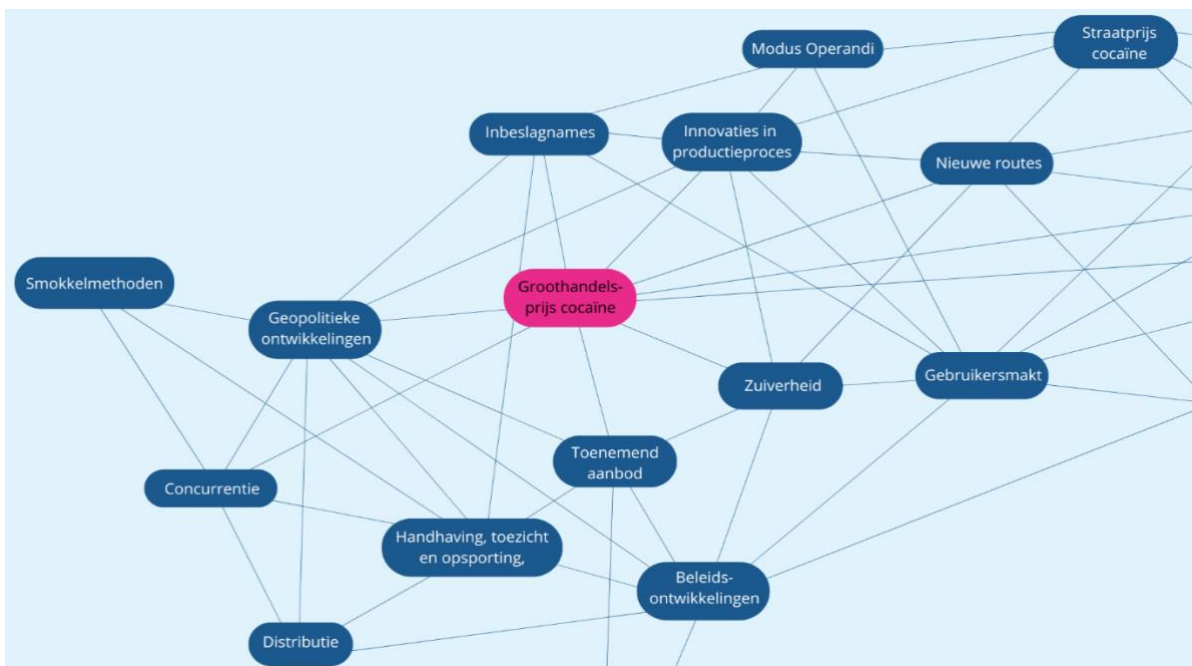 Modus Operandi
Straatprijs
cocaïne
Inbeslagnames
Innovaties in
productieproces
Nieuwe routes
Smokkelmethoden
Groothandels-
prijs cocaïne
Geopolitieke
ontwikkelingen
Zuiverheid
Gebruikersmakt
Toenemend
aanbod
Concurrentie
Handhaving, toezicht
en opsporting,
Beleids-
ontwikkelingen
Distributie